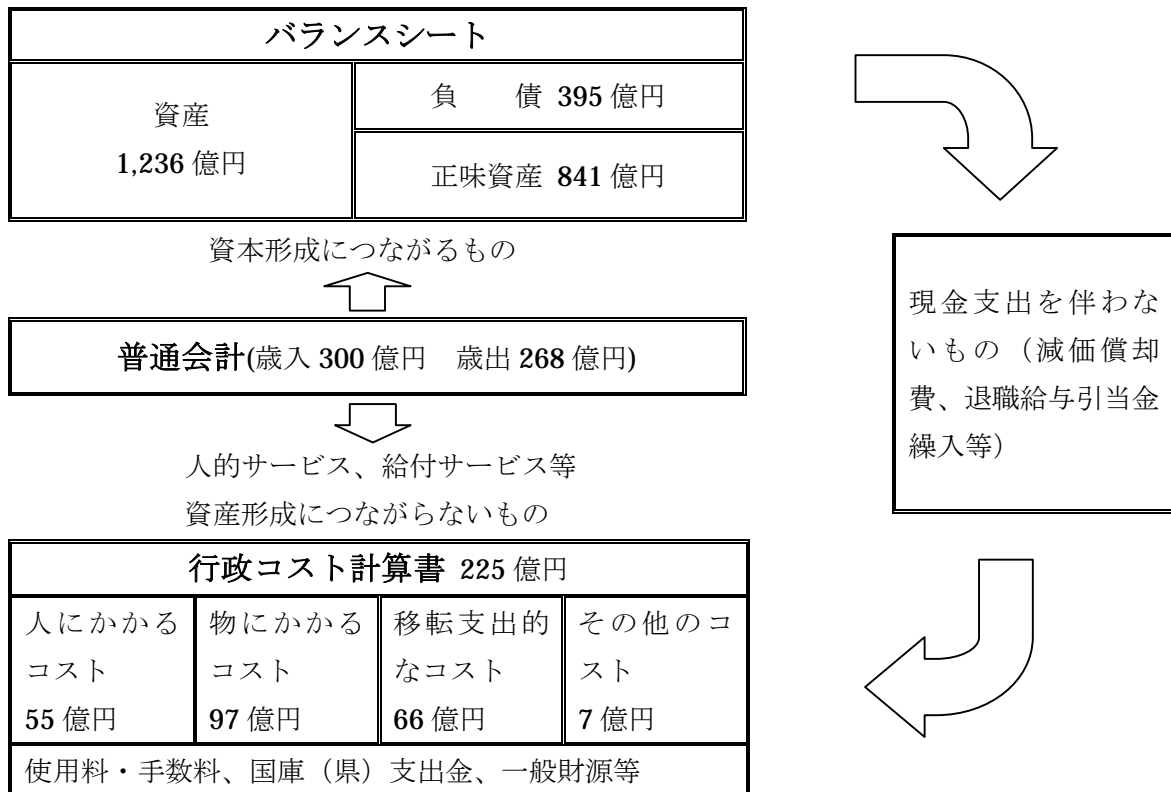 バランスシート
資産
1,236 億円
負　　債 395 億円
正味資産 841 億円
資本形成につながるもの
普通会計(歳入 300 億円　歳出 268 億円)
人的サービス、給付サービス等
資産形成につながらないもの
現金支出を伴わな
いもの（減価償却
費、退職給与引当金
繰入等）
行政コスト計算書 225 億円
人にかかる
コスト
55 億円
物にかかる
コスト
97 億円
移転支出的
なコスト
66 億円
その他のコ
スト
7 億円
使用料・手数料、国庫（県）支出金、一般財源等